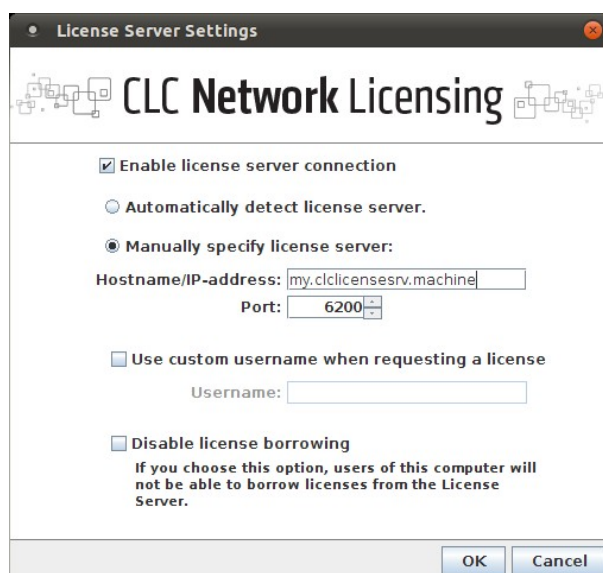 License Server Settings
CLC Network Licensing
Enable license server connection
Automatically detect license server.
Manually specify license server:
Hostname/IP-address: my.clclicensesrv.machine
Port: 6200
Use custom username when requesting a license
Username:
Disable license borrowing
If you choose this option, users of this computer will
not be able to borrow licenses from the License
Server.
OK Cancel